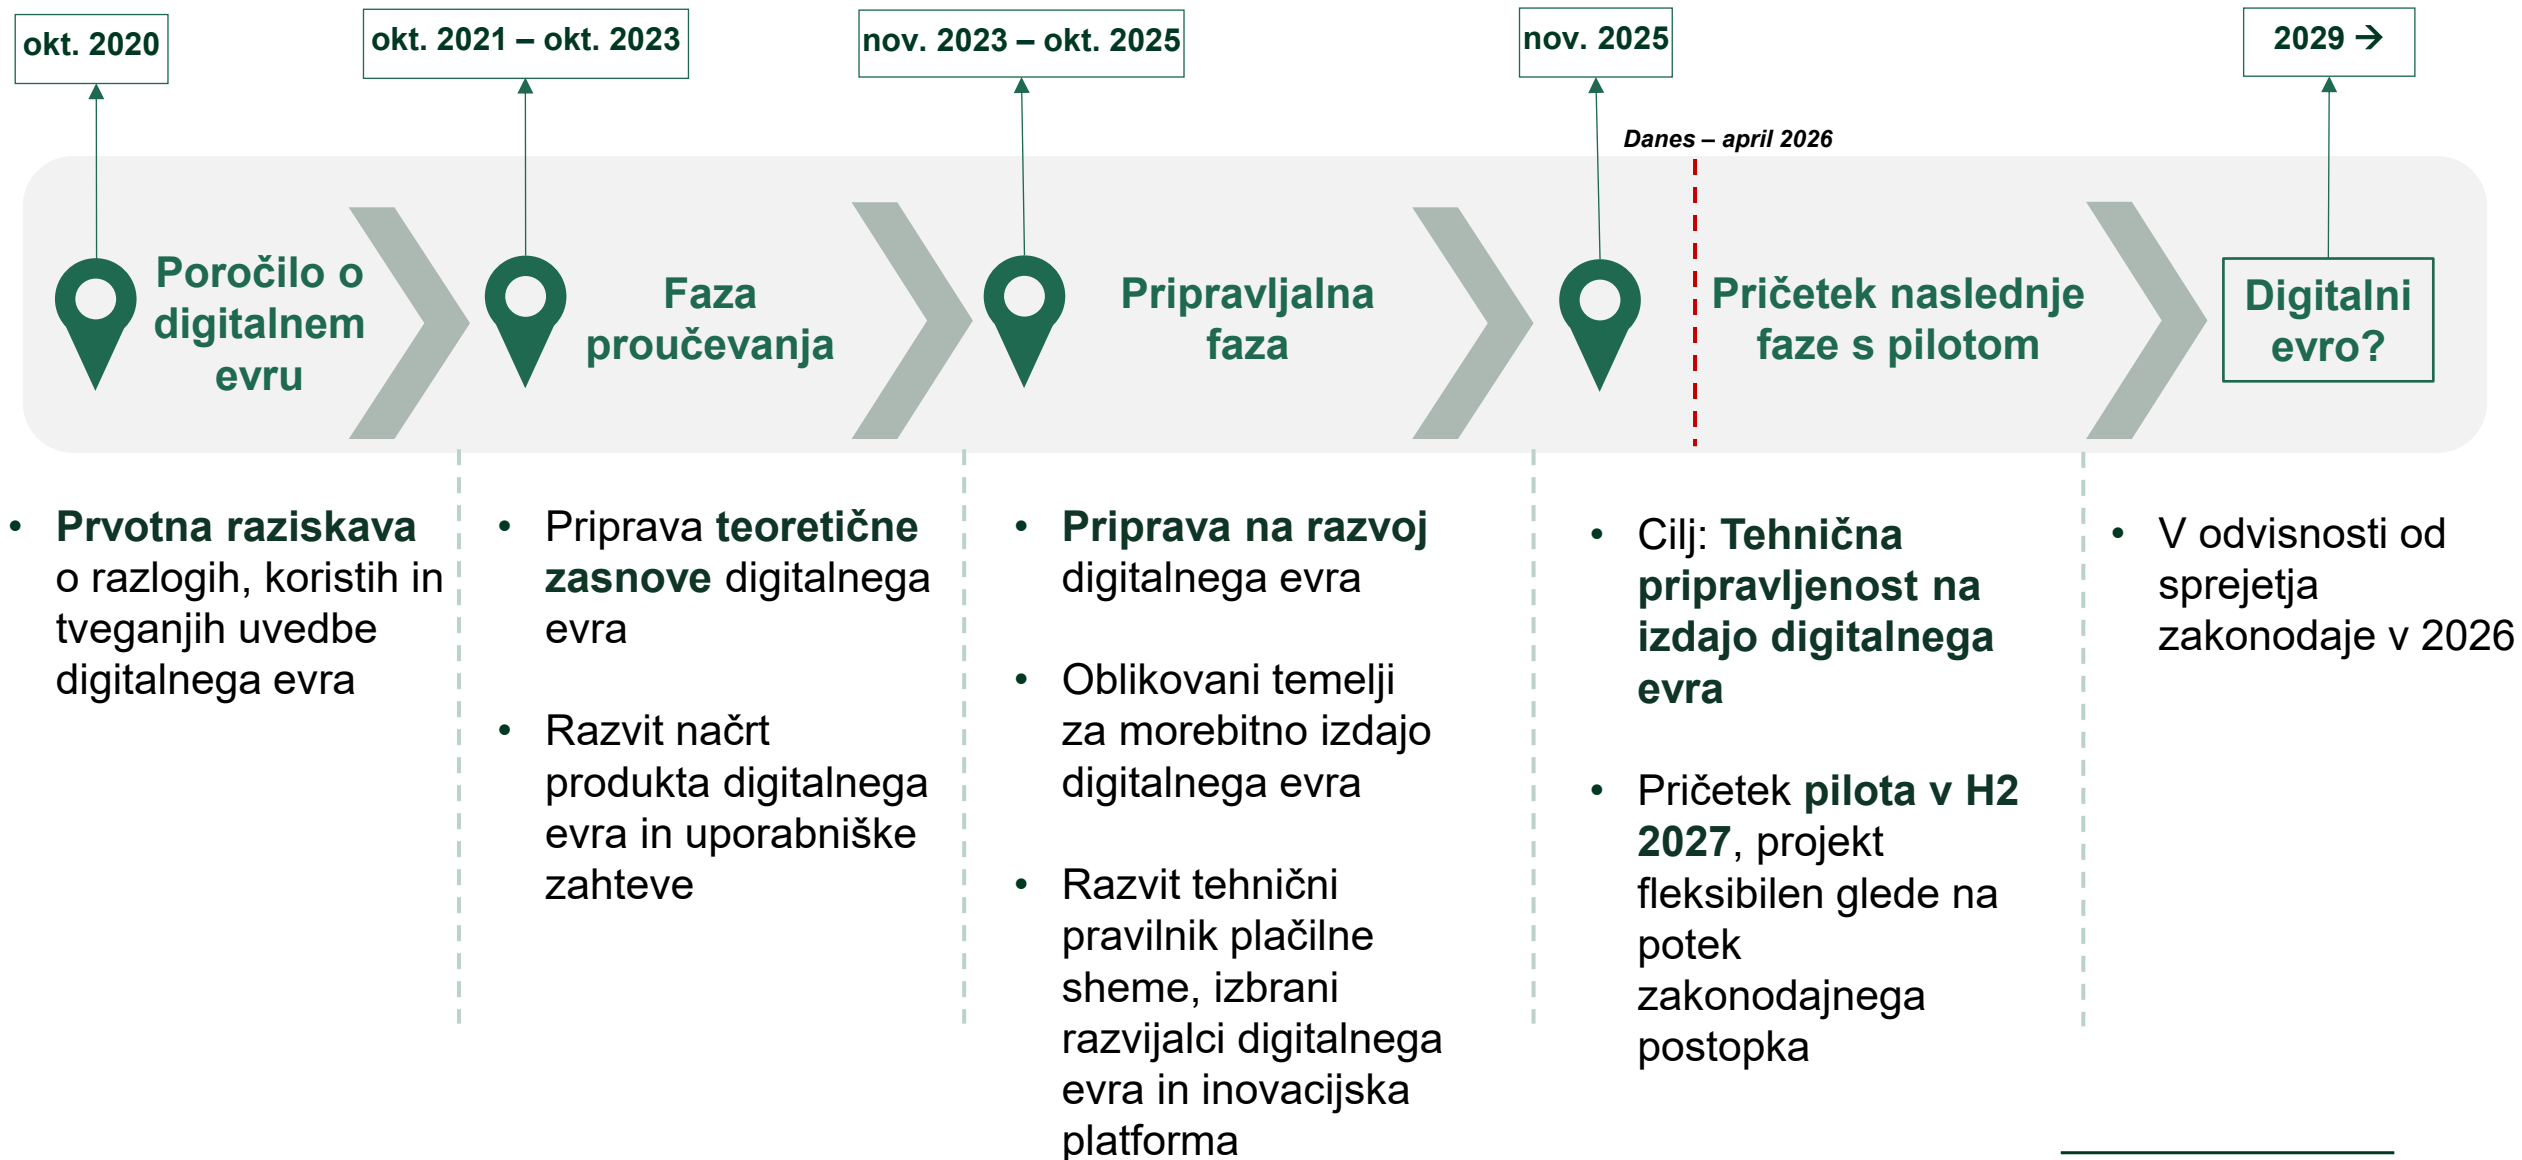 okt. 2020
okt. 2021 – okt. 2023
nov. 2023 – okt. 2025
nov. 2025
2029 →
Danes – april 2026
Poročilo o
digitalnem
evru
Faza
proučevanja
Pripravljalna
faza
Pričetek naslednje
faze s pilotom
Digitalni
evro?
• Prvotna raziskava
o razlogih, koristih in
tveganjih uvedbe
digitalnega evra
• Priprava teoretične
zasnove digitalnega
evra
• Razvit načrt
produkta digitalnega
evra in uporabniške
zahteve
• Priprava na razvoj
digitalnega evra
• Oblikovani temelji
za morebitno izdajo
digitalnega evra
• Razvit tehnični
pravilnik plačilne
sheme, izbrani
razvijalci digitalnega
evra in inovacijska
platforma
• Cilj: Tehnična
pripravljenost na
izdajo digitalnega
evra
• Pričetek pilota v H2
2027, projekt
fleksibilen glede na
potek
zakonodajnega
postopka
• V odvisnosti od
sprejetja
zakonodaje v 2026